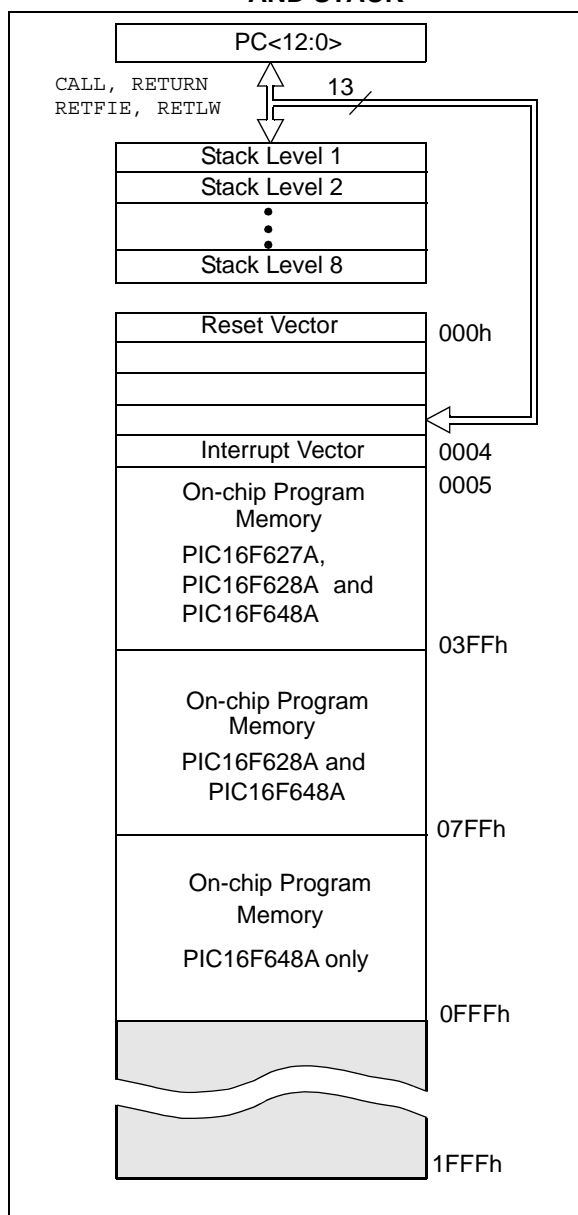 AND STACK
PC<12:0>
CALL, RETURN
RETFIE, RETLW
13
Stack Level 1
Stack Level 2
Stack Level 8
Reset Vector
000h
Interrupt Vector
0004
0005
On-chip Program
Memory
PIC16F627A,
PIC16F628A and
PIC16F648A
03FFh
On-chip Program
Memory
PIC16F628A and
PIC16F648A
07FFh
On-chip Program
Memory
PIC16F648A only
0FFFh
1FFFh